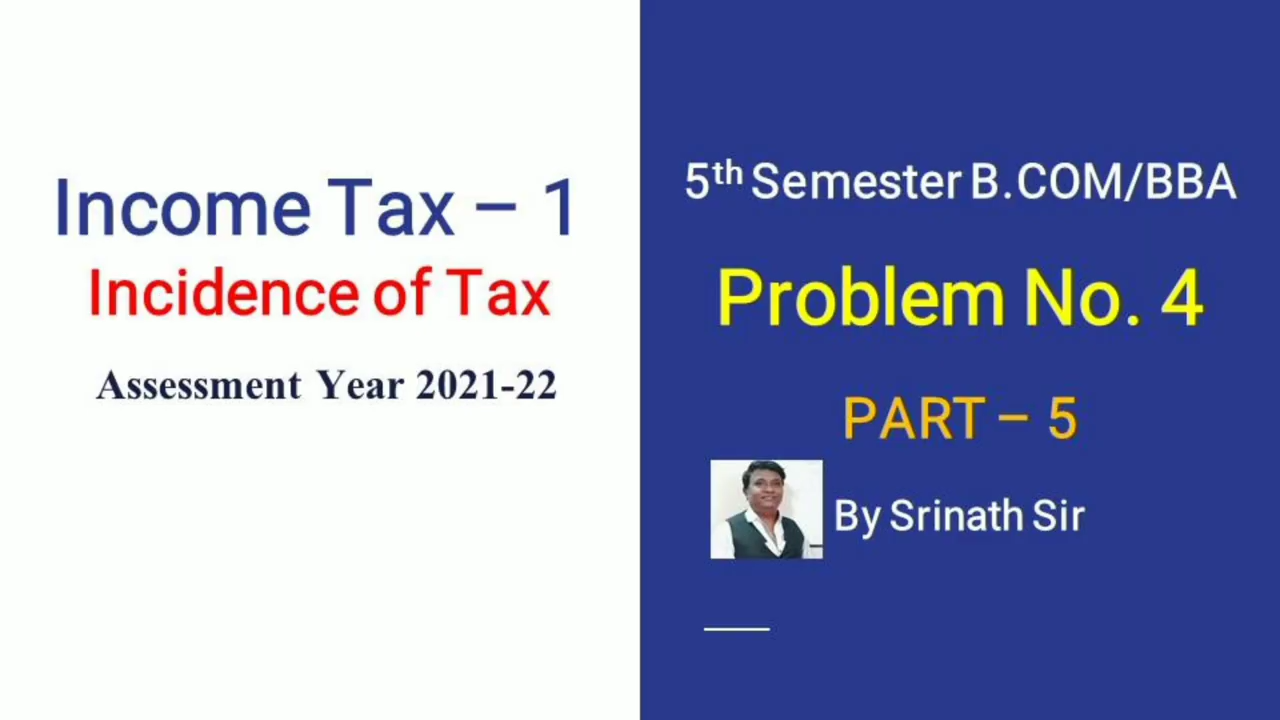 Income Tax – 1
Incidence of Tax
Assessment Year 2021-22
5th Semester B.COM/BBA
Problem No. 4
PART – 5
By Srinath Sir